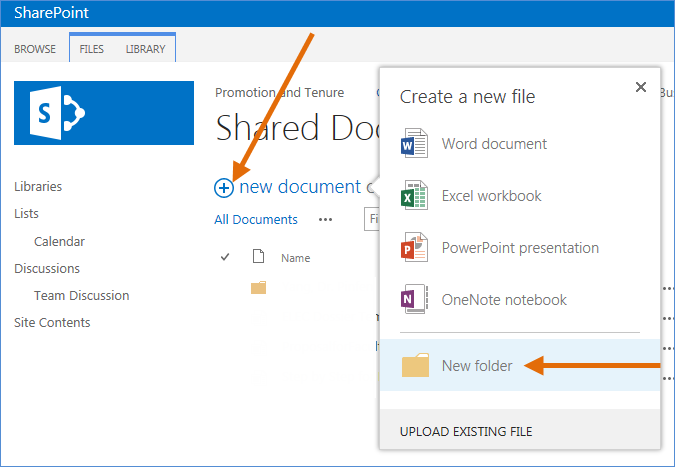 SharePoint
BROWSE FILES LIBRARY
Promotion and Tenure
Shared Doc
new document
All Documents ...
Name
Libraries
Lists
Calendar
Discussions
Team Discussion
Site Contents
Create a new file
Word document
Excel workbook
PowerPoint presentation
OneNote notebook
New folder
UPLOAD EXISTING FILE